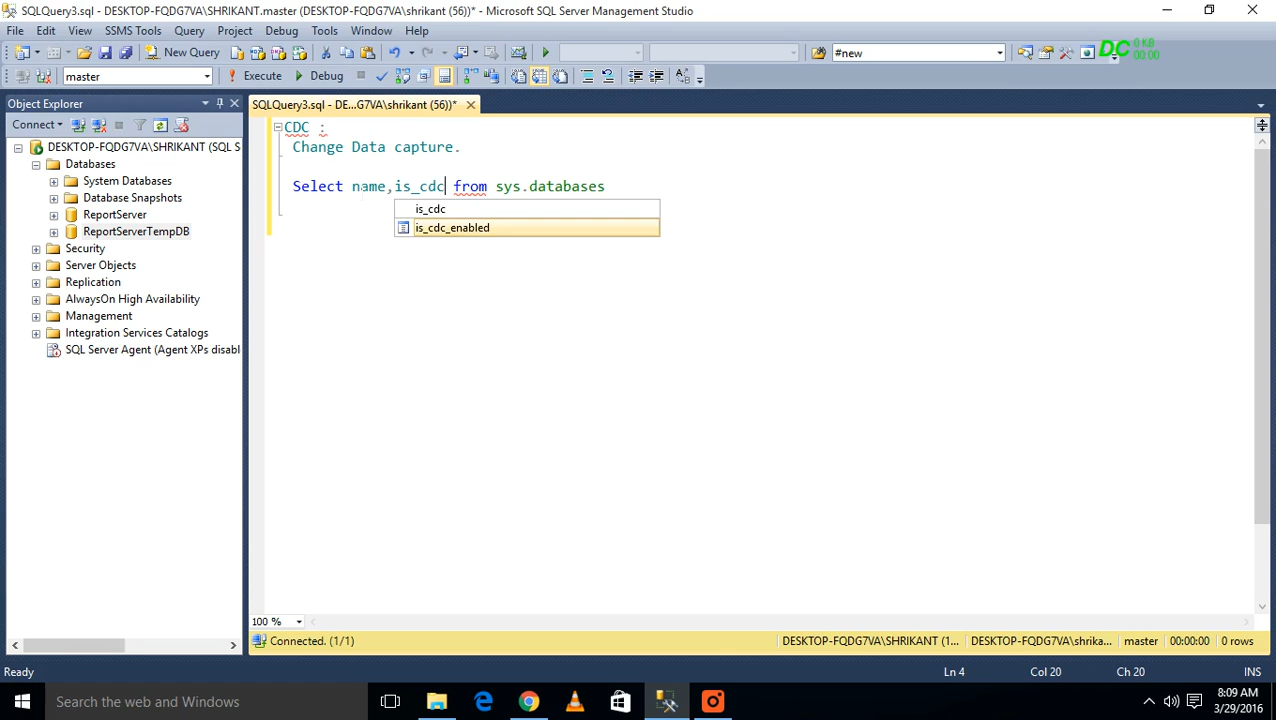 SQLQuery3.sql - DESKTOP-FQDG7VA\SHRIKANT.master (DESKTOP-FQDG7VA\shrikant (56))* - Microsoft SQL Server Management Studio
File Edit View SSMS Tools Query Project Debug Tools Window Help
New Query
#new
DC 0 KB 00 00
master
Execute
Debug
Object Explorer
SQLQuery3.sql - DE...G7VA\shrikant (56))*
Connect
DESKTOP-FQDG7VA\SHRIKANT (SQL S
Databases
System Databases
Database Snapshots
ReportServer
ReportServerTempDB
Security
Server Objects
Replication
AlwaysOn High Availability
Management
Integration Services Catalogs
SQL Server Agent (Agent XPs disabl
CDC :
Change Data capture.
Select name,is_cdc from sys.databases
is_cdc
is_cdc_enabled
100 %
Connected. (1/1)
DESKTOP-FQDG7VA\SHRIKANT (1... DESKTOP-FQDG7VA\shrika... master 00:00:00 0 rows
Ready
Ln 4 Col 20 Ch 20 INS
Search the web and Windows
8:09 AM
3/29/2016